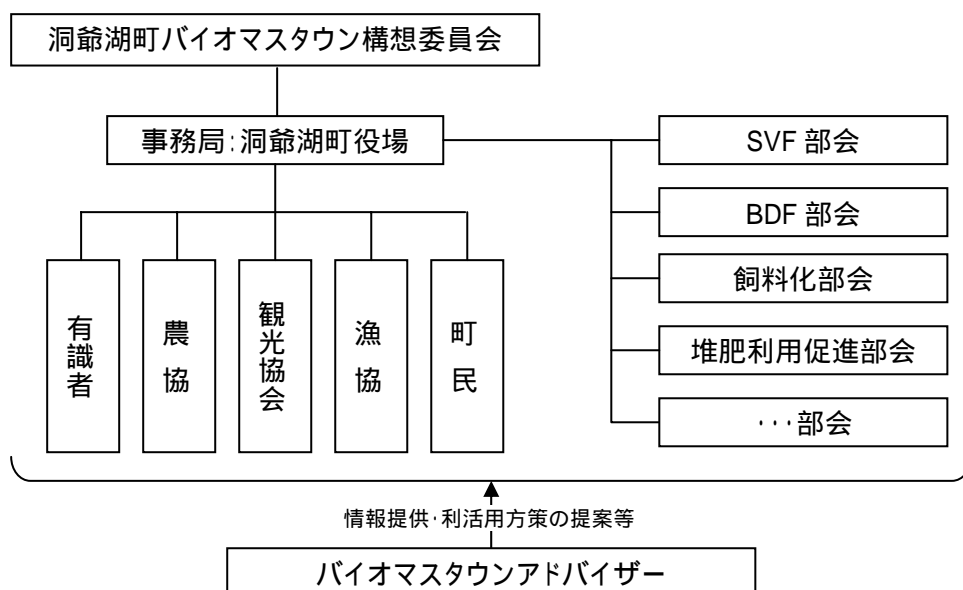 洞爺湖町バイオマスタウン構想委員会
事務局:洞爺湖町役場
SVF 部会
BDF 部会
飼料化部会
堆肥利用促進部会
･･･部会
有識者
農協
観光協会
漁協
町民
情報提供･利活用方策の提案等
バイオマスタウンアドバイザー